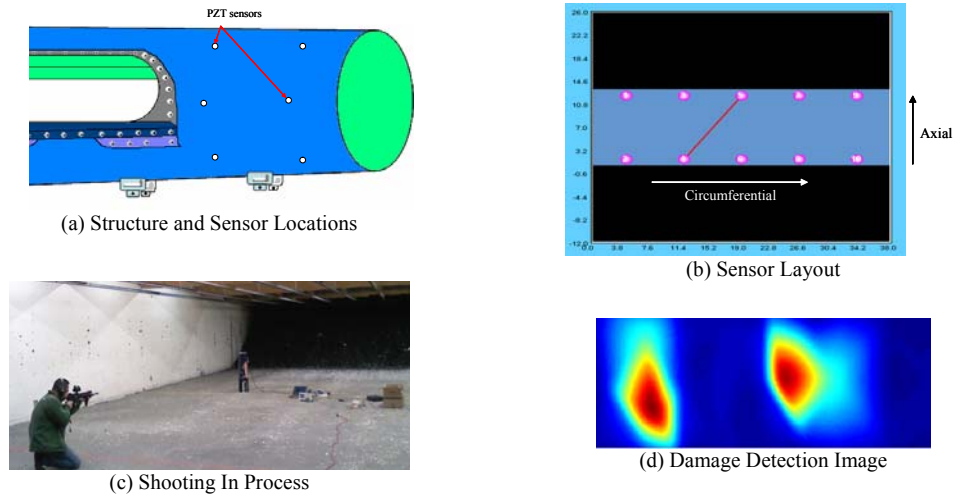 PZT sensors
(a) Structure and Sensor Locations
26.0
21.8
18.2
14.4
10.6
7.0
3.2
-0.6
-4.4
-8.2
-12.0
0.0 3.8 7.6 11.4 15.2 19.0 22.8 26.6 30.4 34.2 38.0
Circumferential
Axial
(b) Sensor Layout
(c) Shooting In Process
(d) Damage Detection Image